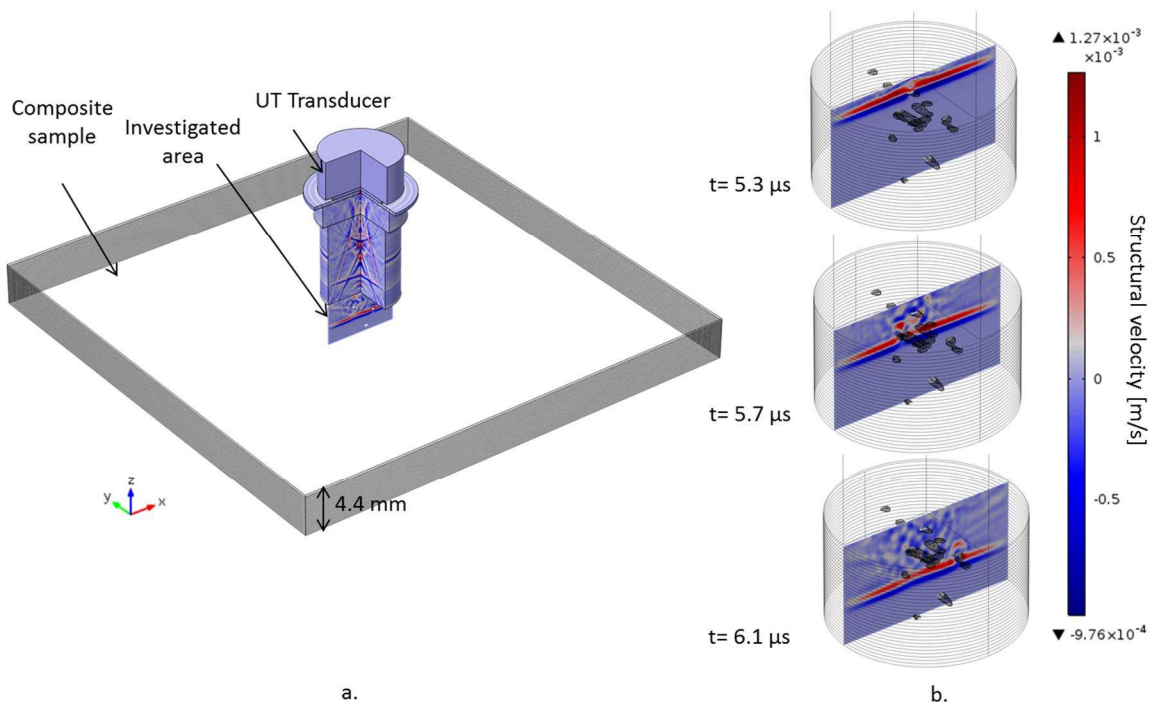 Composite
sample
Investigated
area
UT Transducer
4.4 mm
z
y
x
a.
t= 5.3 µs
t= 5.7 µs
t= 6.1 µs
b.
▲ 1.27×10⁻³
×10⁻³
1
0.5
0
-0.5
▼ -9.76×10⁻⁴
Structural velocity [m/s]